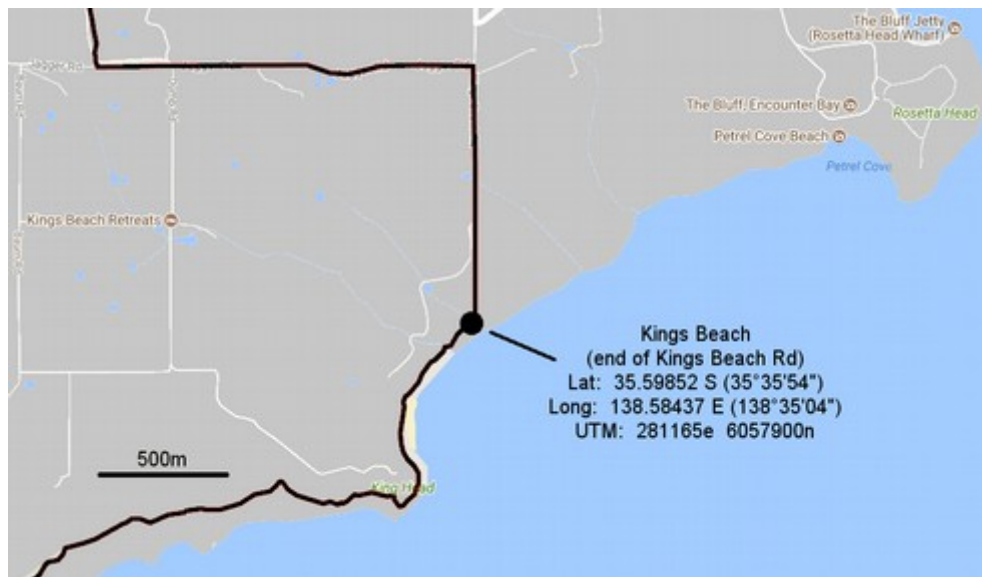 The Bluff Jetty
(Rosetta Head Wharf)
Jagger Rd
The Bluff, Encounter Bay
Rosetta Head
Petrel Cove Beach
Petrel Cove
Kings Beach Retreats
Kings Beach
(end of Kings Beach Rd)
Lat: 35.59852 S (35°35'54")
Long: 138.58437 E (138°35'04")
UTM: 281165e 6057900n
500m
King Head